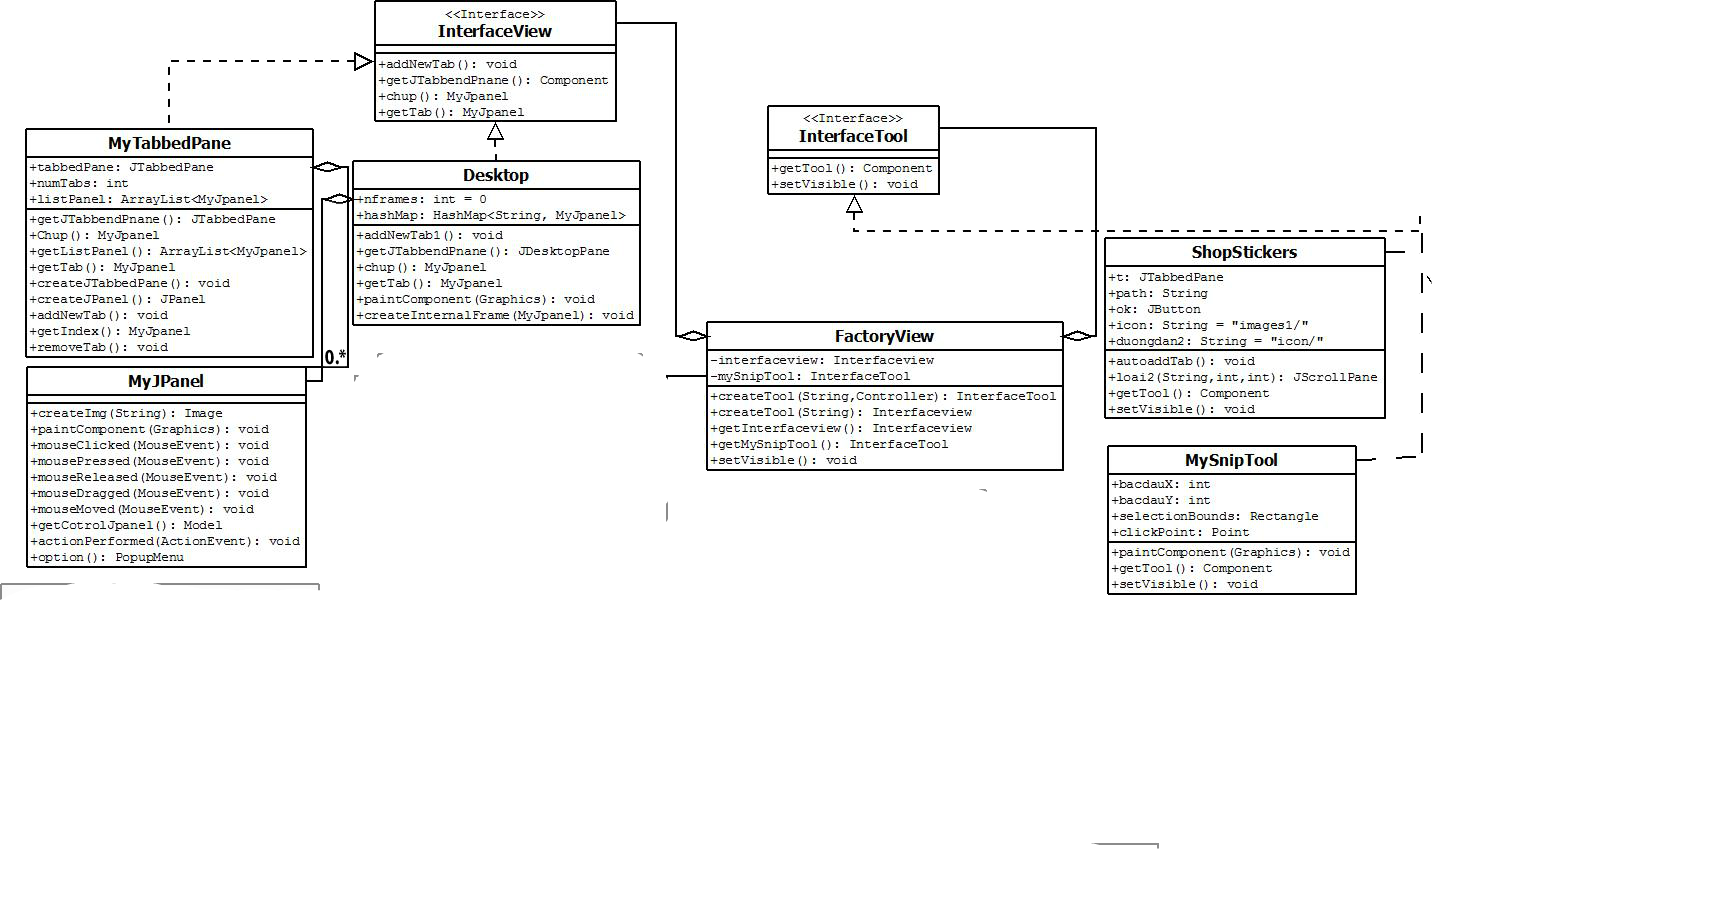 <<Interface>>
InterfaceView
+addNewTab(): void
+getJTabbendPnane(): Component
+chup(): MyJpanel
+getTab(): MyJpanel
MyTabbedPane
+tabbedPane: JTabbedPane
+numTabs: int
+listPanel: ArrayList<MyJpanel>
+getJTabbendPnane(): JTabbedPane
+Chup(): MyJpanel
+getListPanel(): ArrayList<MyJpanel>
+getTab(): MyJpanel
+createJTabbedPane(): void
+createJPanel(): JPanel
+addNewTab(): void
+getIndex(): MyJpanel
+removeTab(): void
Desktop
+nframes: int = 0
+hashMap: HashMap<String, MyJpanel>
+addNewTab1(): void
+getJTabbendPnane(): JDesktopPane
+chup(): MyJpanel
+getTab(): MyJpanel
+paintComponent(Graphics): void
+createInternalFrame(MyJpanel): void
0.*
MyJPanel
+createImg(String): Image
+paintComponent(Graphics): void
+mouseClicked(MouseEvent): void
+mousePressed(MouseEvent): void
+mouseReleased(MouseEvent): void
+mouseDragged(MouseEvent): void
+mouseMoved(MouseEvent): void
+getCotrolJpanel(): Model
+actionPerformed(ActionEvent): void
+option(): PopupMenu
<<Interface>>
InterfaceTool
+getTool(): Component
+setVisible(): void
FactoryView
-interfaceview: Interfaceview
-mySnipTool: InterfaceTool
+createTool(String,Controller): InterfaceTool
+createTool(String): Interfaceview
+getInterfaceview(): Interfaceview
+getMySnipTool(): InterfaceTool
+setVisible(): void
ShopStickers
+t: JTabbedPane
+path: String
+ok: JButton
+icon: String = "images1/"
+duongdan2: String = "icon/"
+autoaddTab(): void
+loai2(String,int,int): JScrollPane
+getTool(): Component
+setVisible(): void
MySnipTool
+bacdauX: int
+bacdauY: int
+selectionBounds: Rectangle
+clickPoint: Point
+paintComponent(Graphics): void
+getTool(): Component
+setVisible(): void